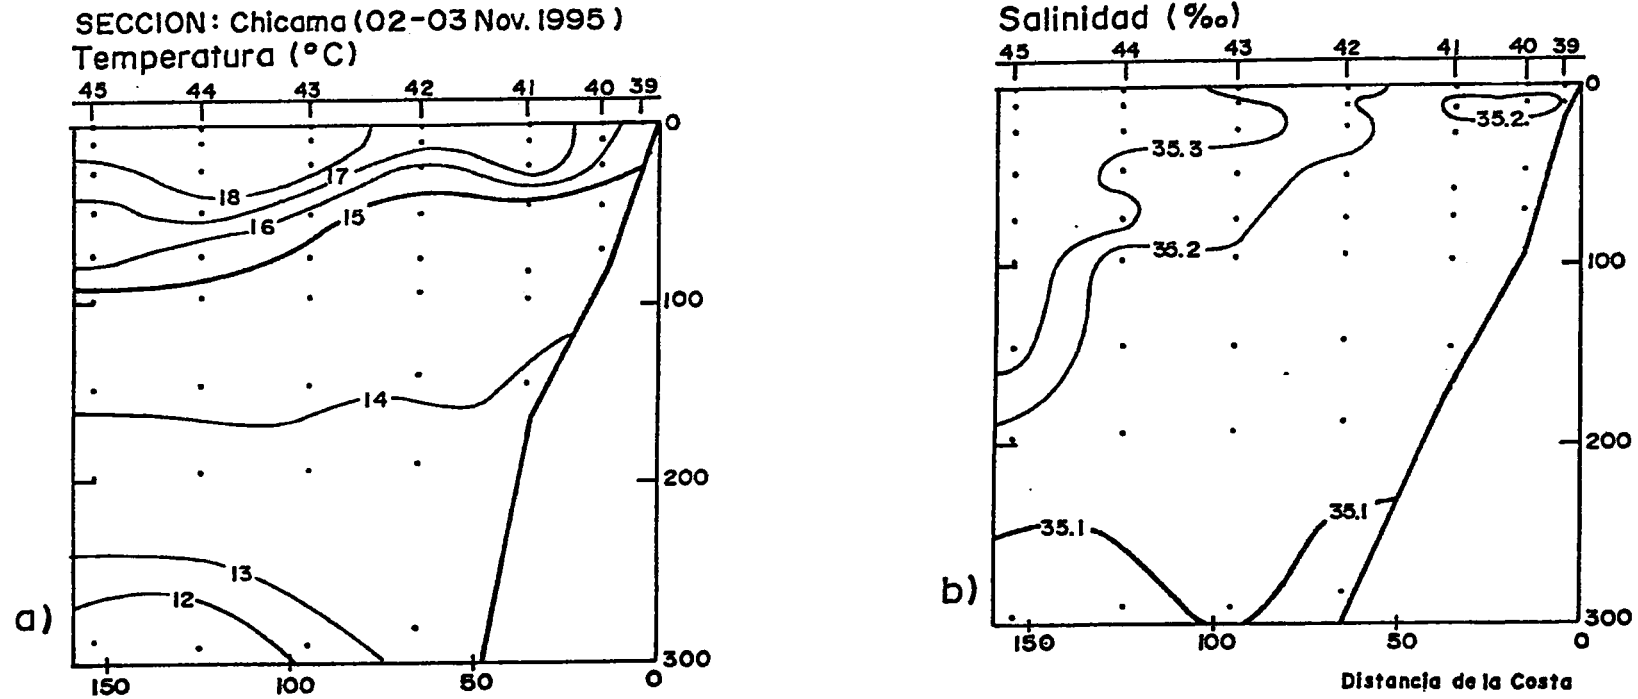 SECCION: Chicama (02-03 Nov. 1995)
Temperatura (°C)
45 44 43 42 41 40 39
0
18
17
16
15
100
14
200
13
12
a)
300
150 100 50 0
Salinidad (‰)
45 44 43 42 41 40 39
0
35.2
35.3
35.2
100
200
35.1
35.1
b)
300
150 100 50 0
Distancia de la Costa